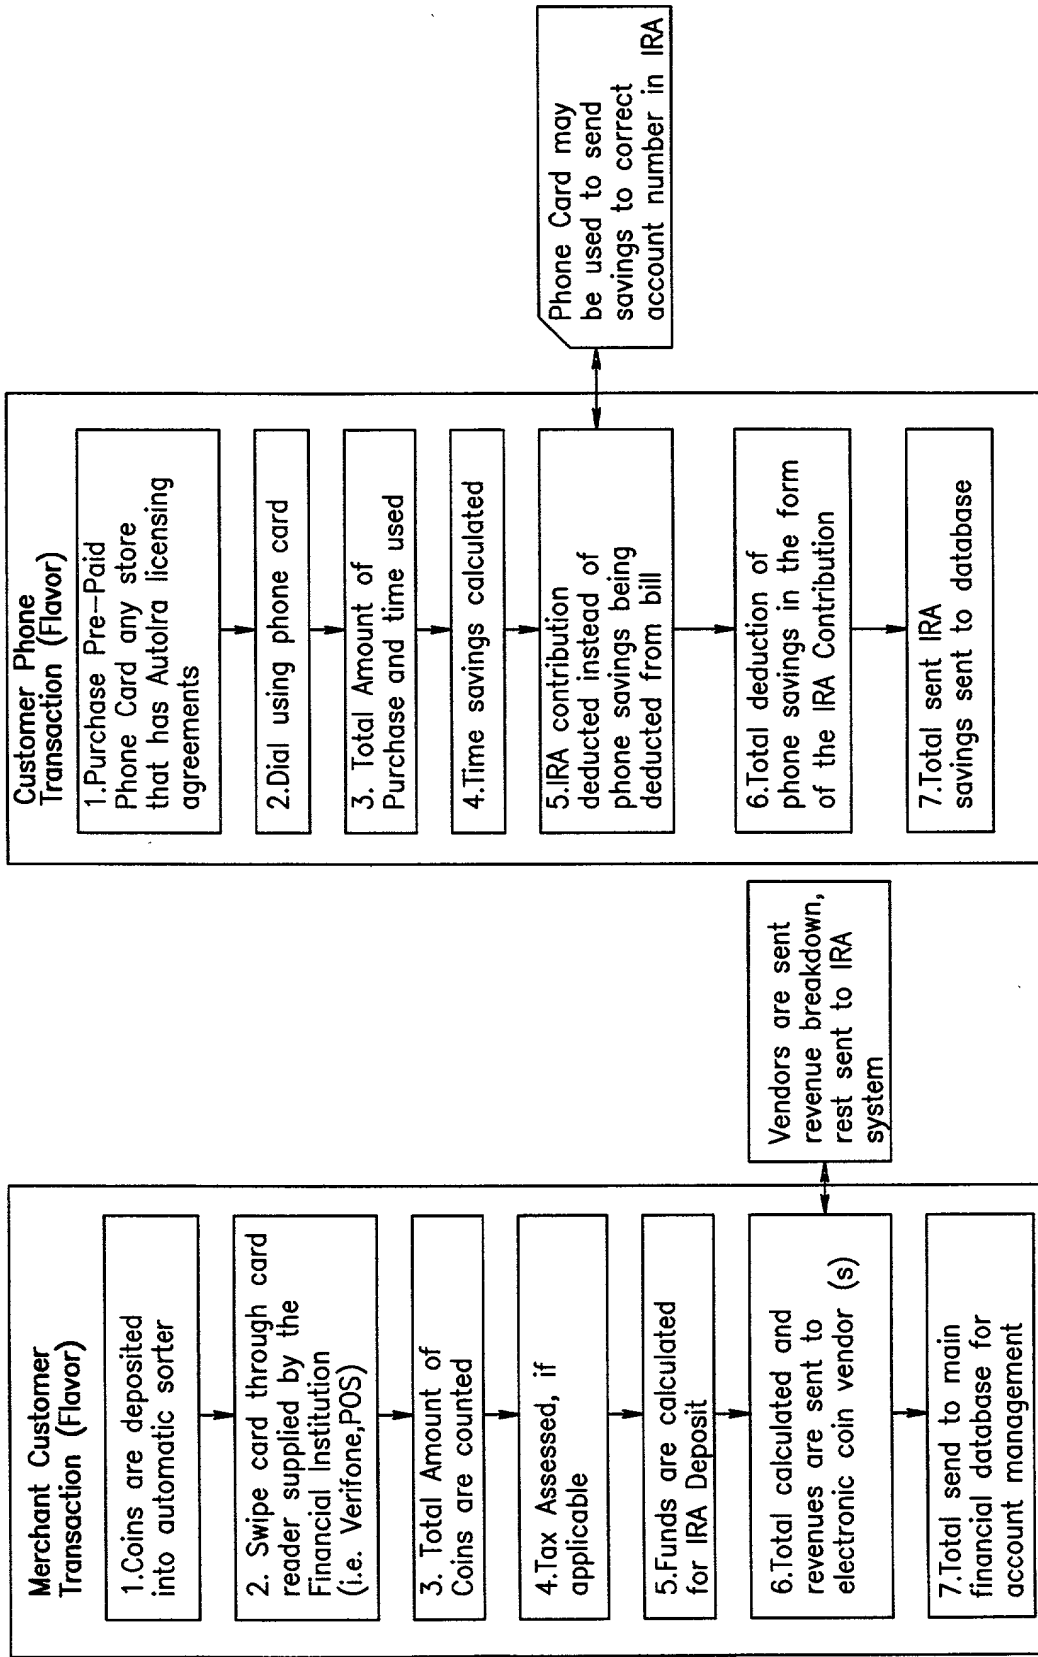 Merchant Customer
Transaction (Flavor)
1.Coins are deposited
into automatic sorter
2. Swipe card through card
reader supplied by the
Financial Institution
(i.e. Verifone,POS)
3. Total Amount of
Coins are counted
4.Tax Assessed, if
applicable
5.Funds are calculated
for IRA Deposit
6.Total calculated and
revenues are sent to
electronic coin vendor (s)
7.Total send to main
financial database for
account management
Vendors are sent
revenue breakdown,
rest sent to IRA
system
Customer Phone
Transaction (Flavor)
1.Purchase Pre-Paid
Phone Card any store
that has AutoIra licensing
agreements
2.Dial using phone card
3. Total Amount of
Purchase and time used
4.Time savings calculated
5.IRA contribution
deducted instead of
phone savings being
deducted from bill
6.Total deduction of
phone savings in the form
of the IRA Contribution
7.Total sent IRA
savings sent to database
Phone Card may
be used to send
savings to correct
account number in IRA